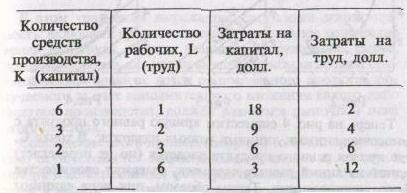 Количество средств производства, K (капитал) | Количество рабочих, L (труд) | Затраты на капитал, долл. | Затраты на труд, долл.
6 1 18 2
3 2 9 4
2 3 6 6
1 6 3 12